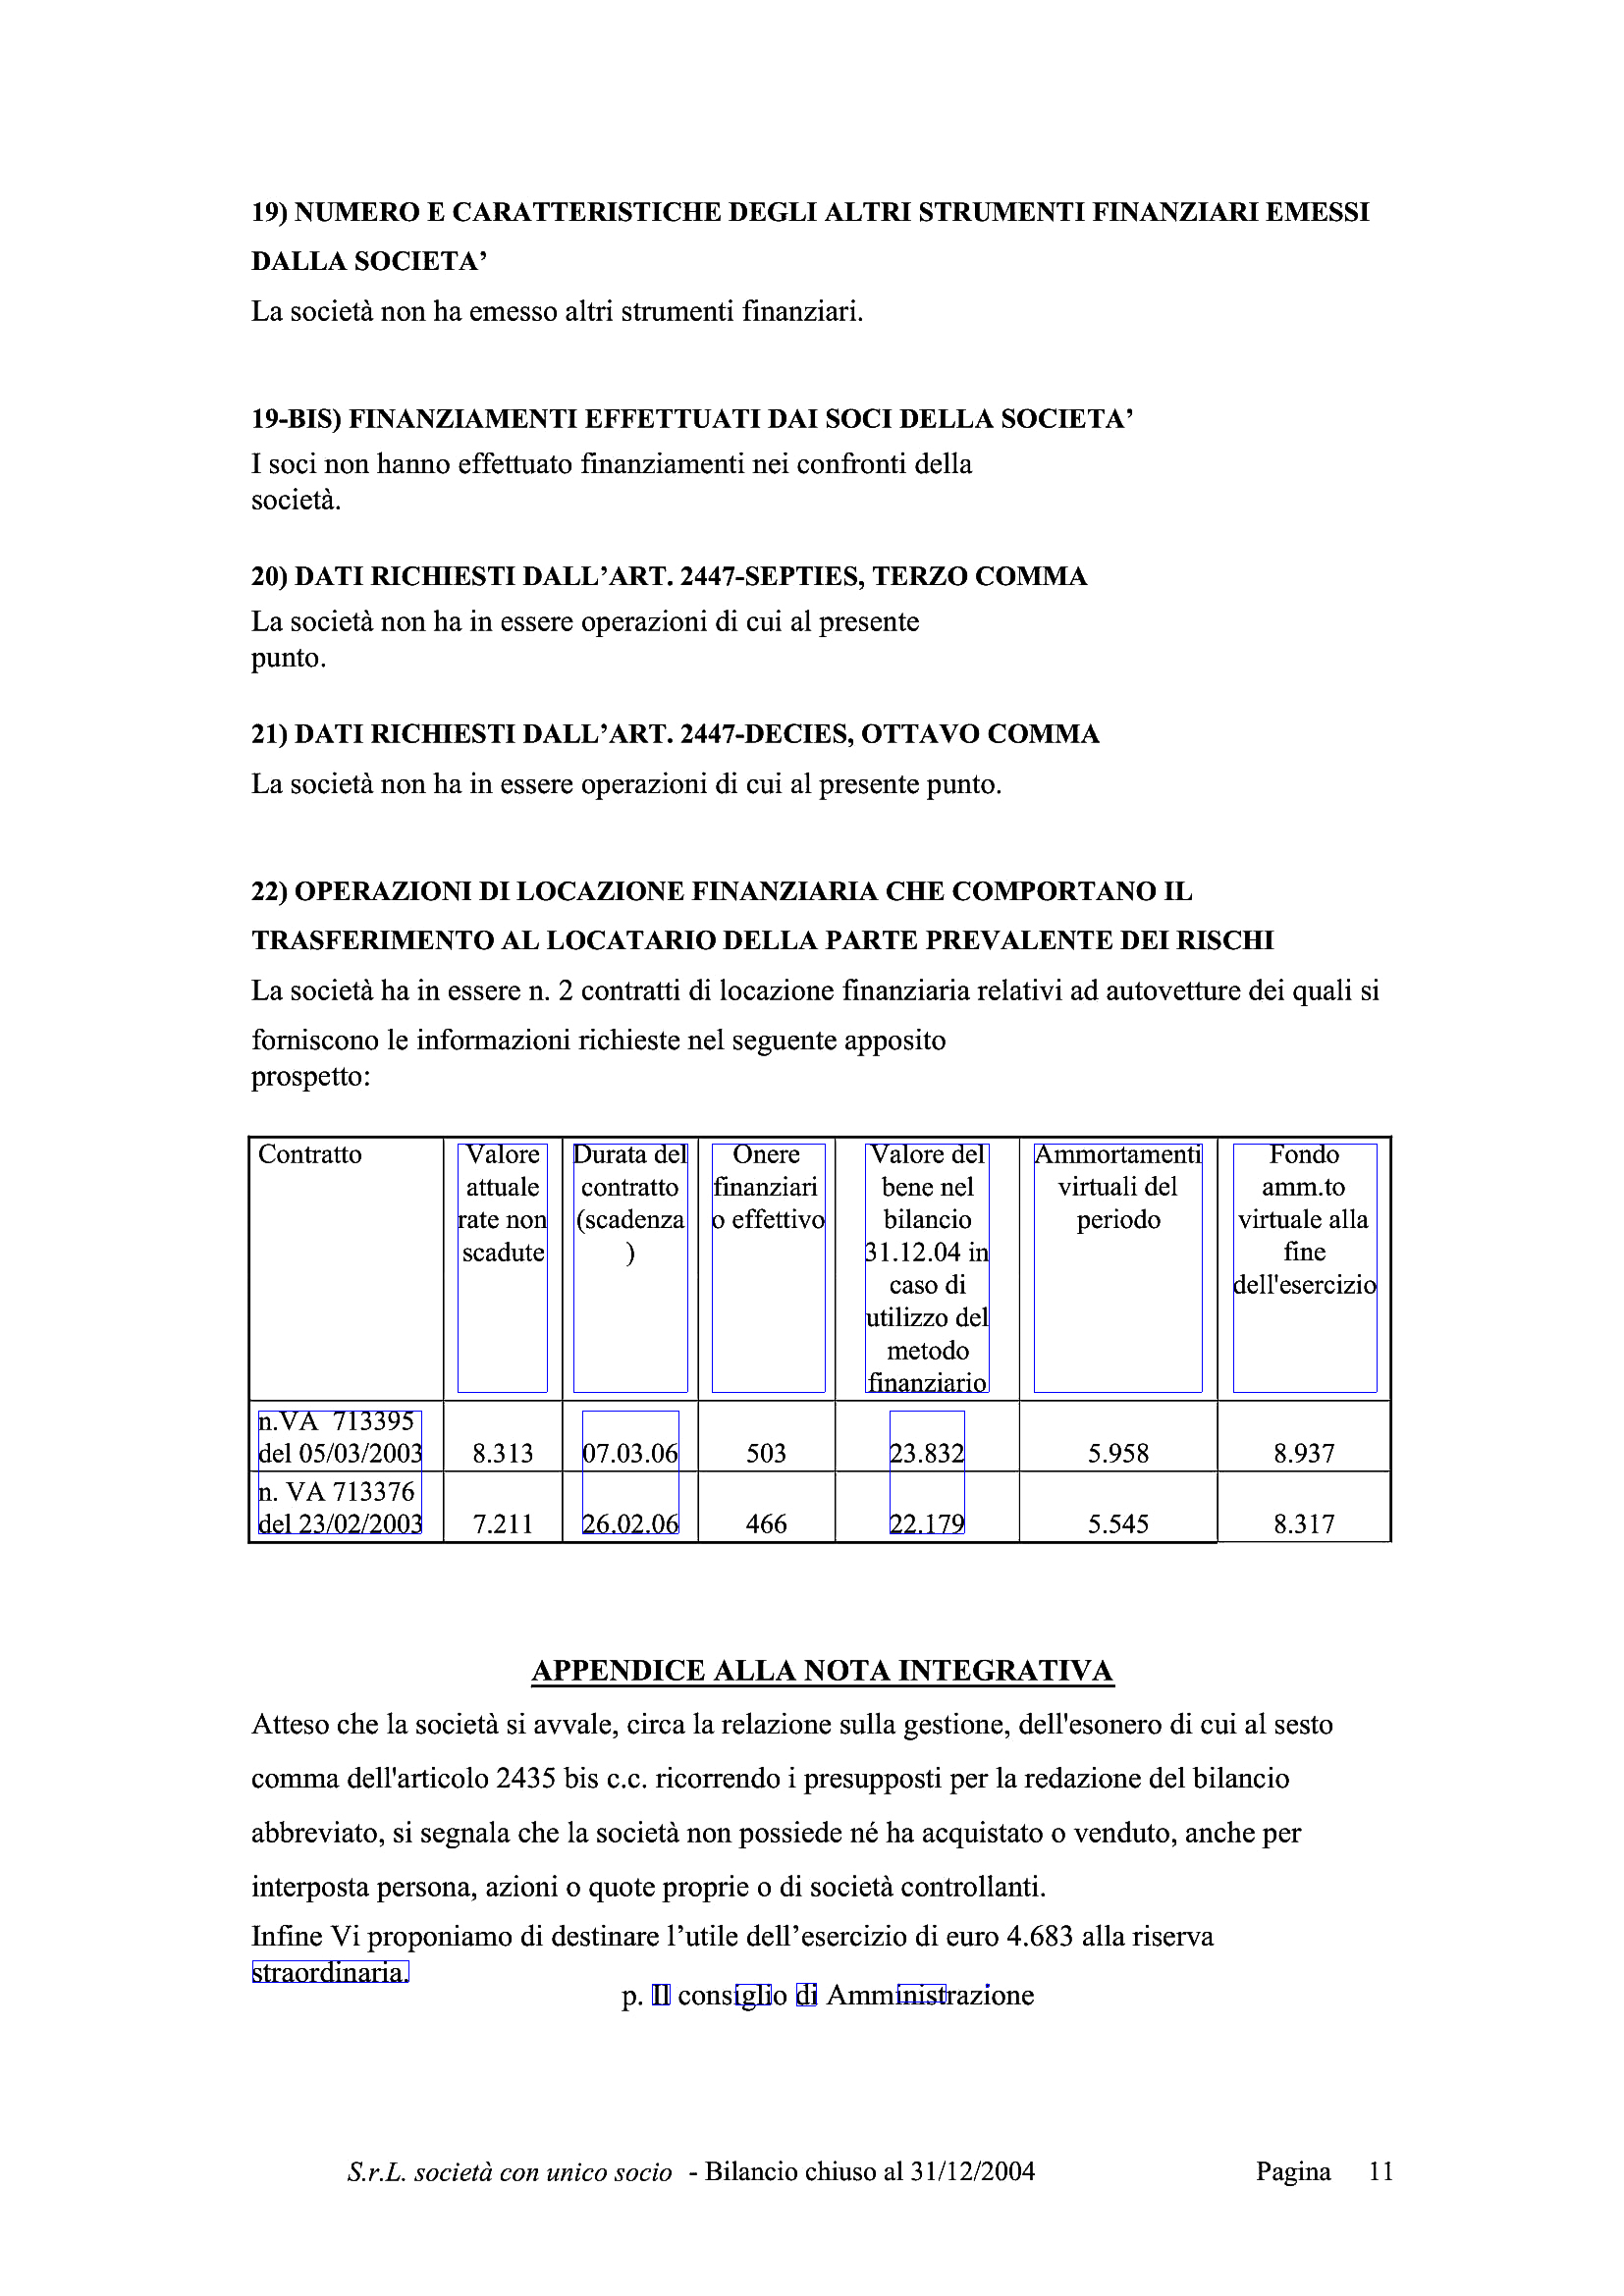 19) NUMERO E CARATTERISTICHE DEGLI ALTRI STRUMENTI FINANZIARI EMESSI
DALLA SOCIETA’
La società non ha emesso altri strumenti finanziari.
19-BIS) FINANZIAMENTI EFFETTUATI DAI SOCI DELLA SOCIETA’
I soci non hanno effettuato finanziamenti nei confronti della
società.
20) DATI RICHIESTI DALL’ART. 2447-SEPTIES, TERZO COMMA
La società non ha in essere operazioni di cui al presente
punto.
21) DATI RICHIESTI DALL’ART. 2447-DECIES, OTTAVO COMMA
La società non ha in essere operazioni di cui al presente punto.
22) OPERAZIONI DI LOCAZIONE FINANZIARIA CHE COMPORTANO IL
TRASFERIMENTO AL LOCATARIO DELLA PARTE PREVALENTE DEI RISCHI
La società ha in essere n. 2 contratti di locazione finanziaria relativi ad autovetture dei quali si
forniscono le informazioni richieste nel seguente apposito
prospetto:
Contratto
Valore
attuale
rate non
scadute
Durata del
contratto
(scadenza
)
Onere
finanziari
o effettivo
Valore del
bene nel
bilancio
31.12.04 in
caso di
utilizzo del
metodo
finanziario
Ammortamenti
virtuali del
periodo
Fondo
amm.to
virtuale alla
fine
dell'esercizio
n.VA 713395
del 05/03/2003 8.313 07.03.06 503 23.832 5.958 8.937
n. VA 713376
del 23/02/2003 7.211 26.02.06 466 22.179 5.545 8.317
APPENDICE ALLA NOTA INTEGRATIVA
Atteso che la società si avvale, circa la relazione sulla gestione, dell'esonero di cui al sesto
comma dell'articolo 2435 bis c.c. ricorrendo i presupposti per la redazione del bilancio
abbreviato, si segnala che la società non possiede né ha acquistato o venduto, anche per
interposta persona, azioni o quote proprie o di società controllanti.
Infine Vi proponiamo di destinare l’utile dell’esercizio di euro 4.683 alla riserva
straordinaria.
p. Il consiglio di Amministrazione
S.r.L. società con unico socio - Bilancio chiuso al 31/12/2004 Pagina 11